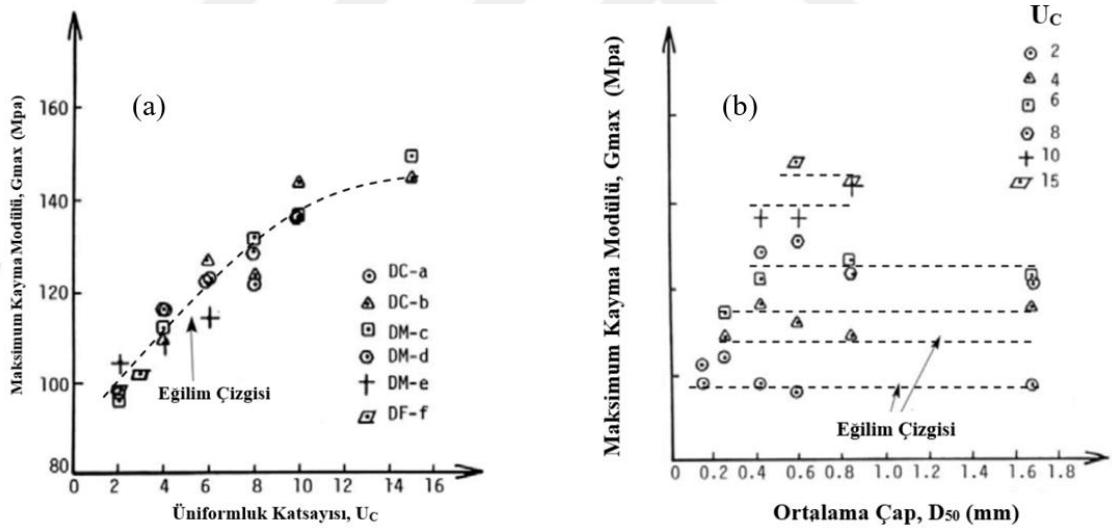 (a)
Maksimum Kayma Modülü, Gmax (Mpa)
160
140
120
100
80
0 2 4 6 8 10 12 14 16
Üniformluk Katsayısı, UC
Eğilim Çizgisi
DC-a
DC-b
DM-c
DM-d
DM-e
DF-f
(b)
Maksimum Kayma Modülü, Gmax (Mpa)
UC
2
4
6
8
10
15
Eğilim Çizgisi
0 0.2 0.4 0.6 0.8 1.0 1.2 1.4 1.6 1.8
Ortalama Çap, D50 (mm)